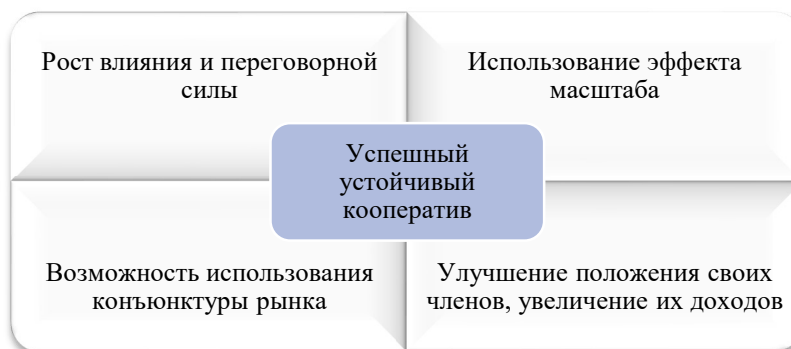 Рост влияния и переговорной
силы
Использование эффекта
масштаба
Успешный
устойчивый
кооператив
Возможность использования
конъюнктуры рынка
Улучшение положения своих
членов, увеличение их доходов